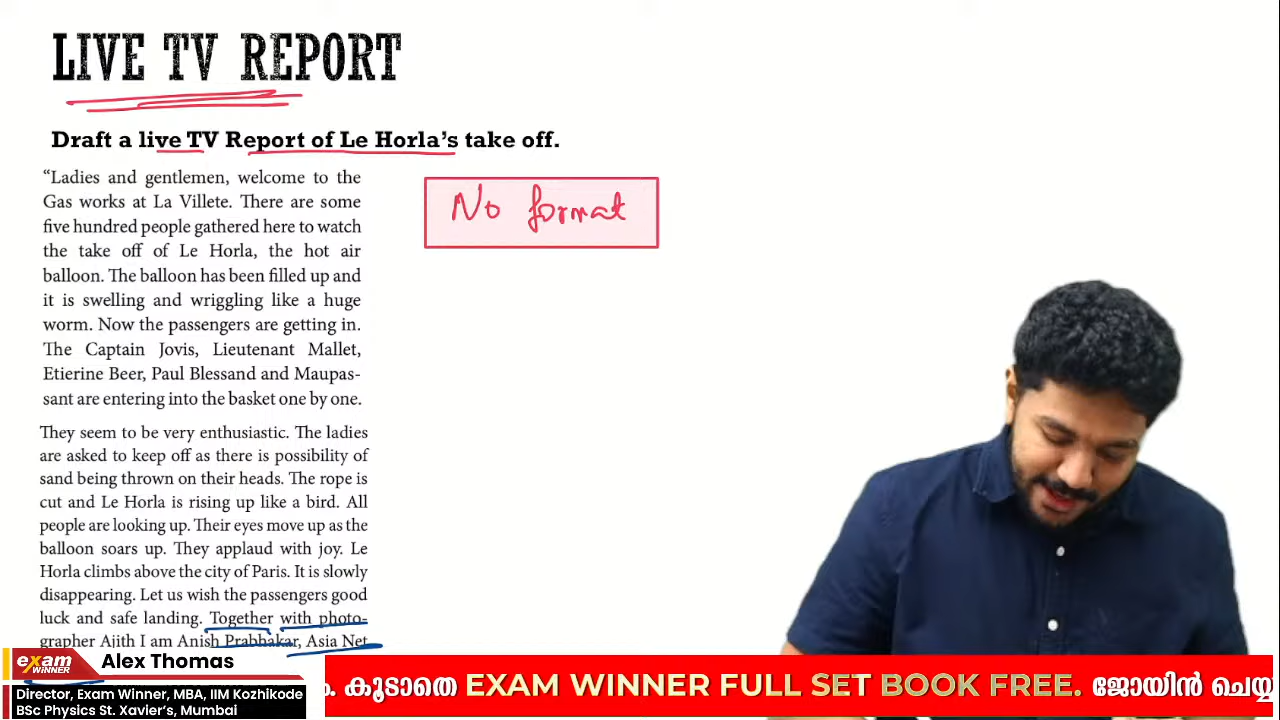 LIVE TV REPORT
Draft a live TV Report of Le Horla's take off.
“Ladies and gentlemen, welcome to the
Gas works at La Villete. There are some
five hundred people gathered here to watch
the take off of Le Horla, the hot air
balloon. The balloon has been filled up and
it is swelling and wriggling like a huge
worm. Now the passengers are getting in.
The Captain Jovis, Lieutenant Mallet,
Etierine Beer, Paul Blessand and Maupas-
sant are entering into the basket one by one.
They seem to be very enthusiastic. The ladies
are asked to keep off as there is possibility of
sand being thrown on their heads. The rope is
cut and Le Horla is rising up like a bird. All
people are looking up. Their eyes move up as the
balloon soars up. They applaud with joy. Le
Horla climbs above the city of Paris. It is slowly
disappearing. Let us wish the passengers good
luck and safe landing. Together with photo-
grapher Ajith I am Anish Prabhakar, Asia Net
No format
exam WINNER
Alex Thomas
Director, Exam Winner, MBA, IIM Kozhikode
BSc Physics St. Xavier's, Mumbai
കൂടാതെ EXAM WINNER FULL SET BOOK FREE. ജോയിൻ